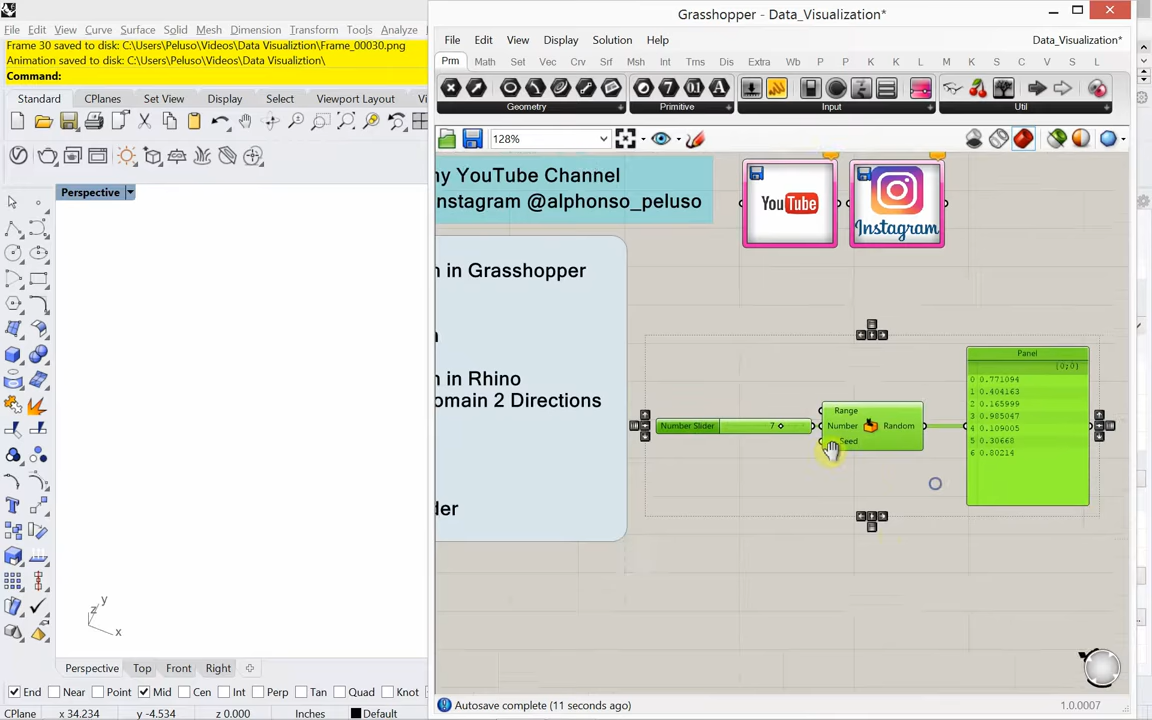 Grasshopper - Data_Visualization*
File Edit View Curve Surface Solid Mesh Dimension Transform Tools Analyze
File Edit View Display Solution Help
Data_Visualization*
Frame 30 saved to disk: C:\Users\Peluso\Videos\Data Visualiztion\Frame_00030.png
Animation saved to disk: C:\Users\Peluso\Videos\Data Visualiztion\
Command:
Prm Math Set Vec Crv Srf Msh Int Trns Dis Extra Wb P P K K L M V K S U C
Standard CPlanes Set View Display Select Viewport Layout
Geometry Primitive Input Util
128%
Perspective
ny YouTube Channel
nstagram @alphonso_peluso
YouTube
Instagram
n in Grasshopper
n
n in Rhino
omain 2 Directions
der
Number Slider 7
Range
Number Random
Seed
Panel
{0;0}
0 0.771094
1 0.404163
2 0.165999
3 0.985047
4 0.109005
5 0.30668
6 0.80214
z y
x
Perspective Top Front Right
End Near Point Mid Cen Int Perp Tan Quad Knot
Autosave complete (11 seconds ago)
1.0.0007
CPlane x 34.234 y -4.534 z 0.000 Inches Default